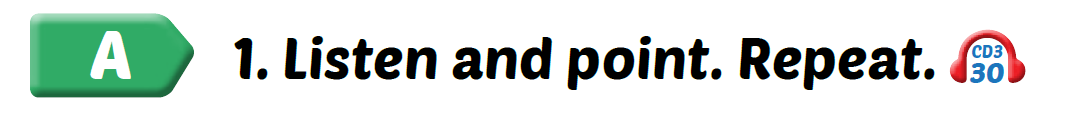 A 1. Listen and point. Repeat. CD3 30